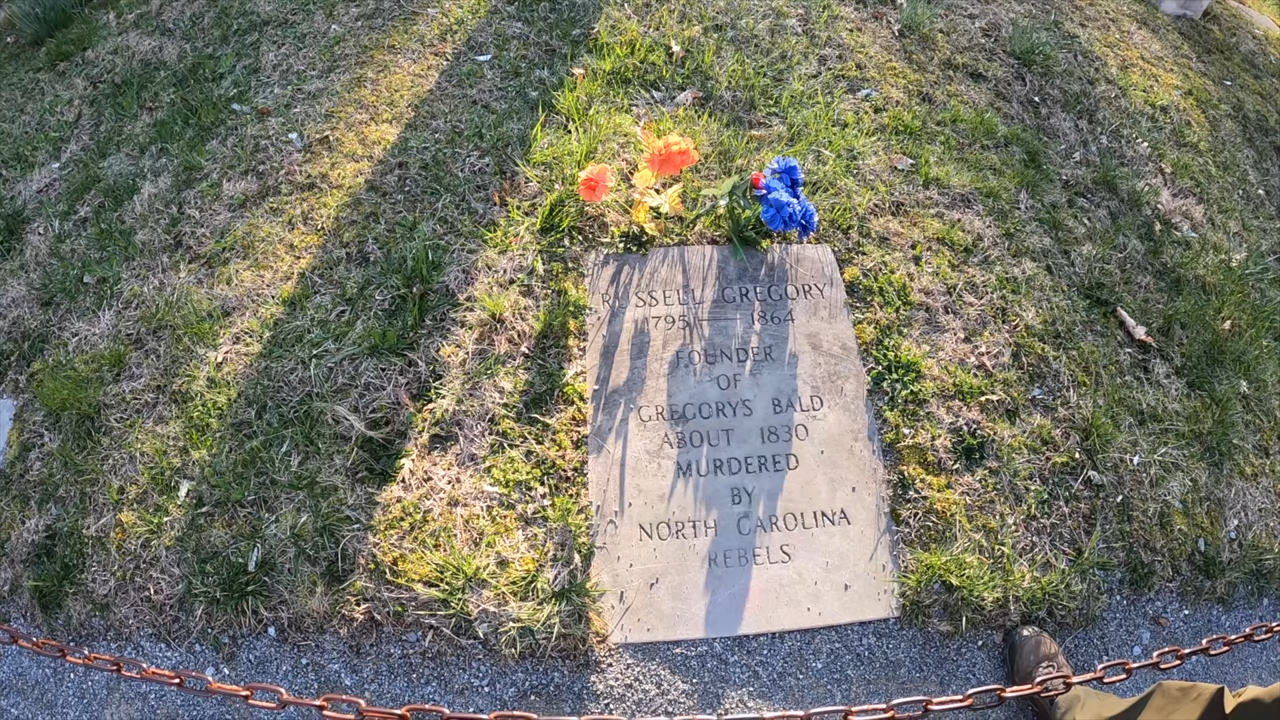 RUSSELL GREGORY
1795 — 1864
FOUNDER
OF
GREGORYS BALD
ABOUT 1830
MURDERED
BY
NORTH CAROLINA
REBELS